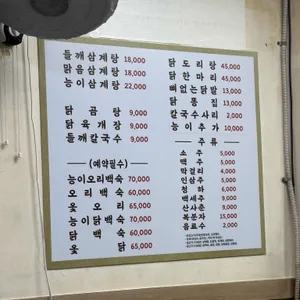 들깨삼계탕 18,000
닭음삼계탕 18,000
능이삼계탕 22,000
닭곰탕 9,000
닭육개장 9,000
들깨칼국수 9,000
(예약필수)
능이오리백숙 70,000
오리백숙 60,000
옻오리 65,000
능이닭백숙 70,000
닭백숙 60,000
옻닭 65,000
닭도리탕 45,000
닭한마리 45,000
뼈없는닭발 13,000
닭똥집 13,000
칼국수사리 2,000
능이추가 10,000
주류
소주 5,000
맥주 5,000
막걸리 4,000
인삼주 5,000
청하 6,000
백세주 9,000
산사춘 9,000
복분자 15,000
음료수 2,000